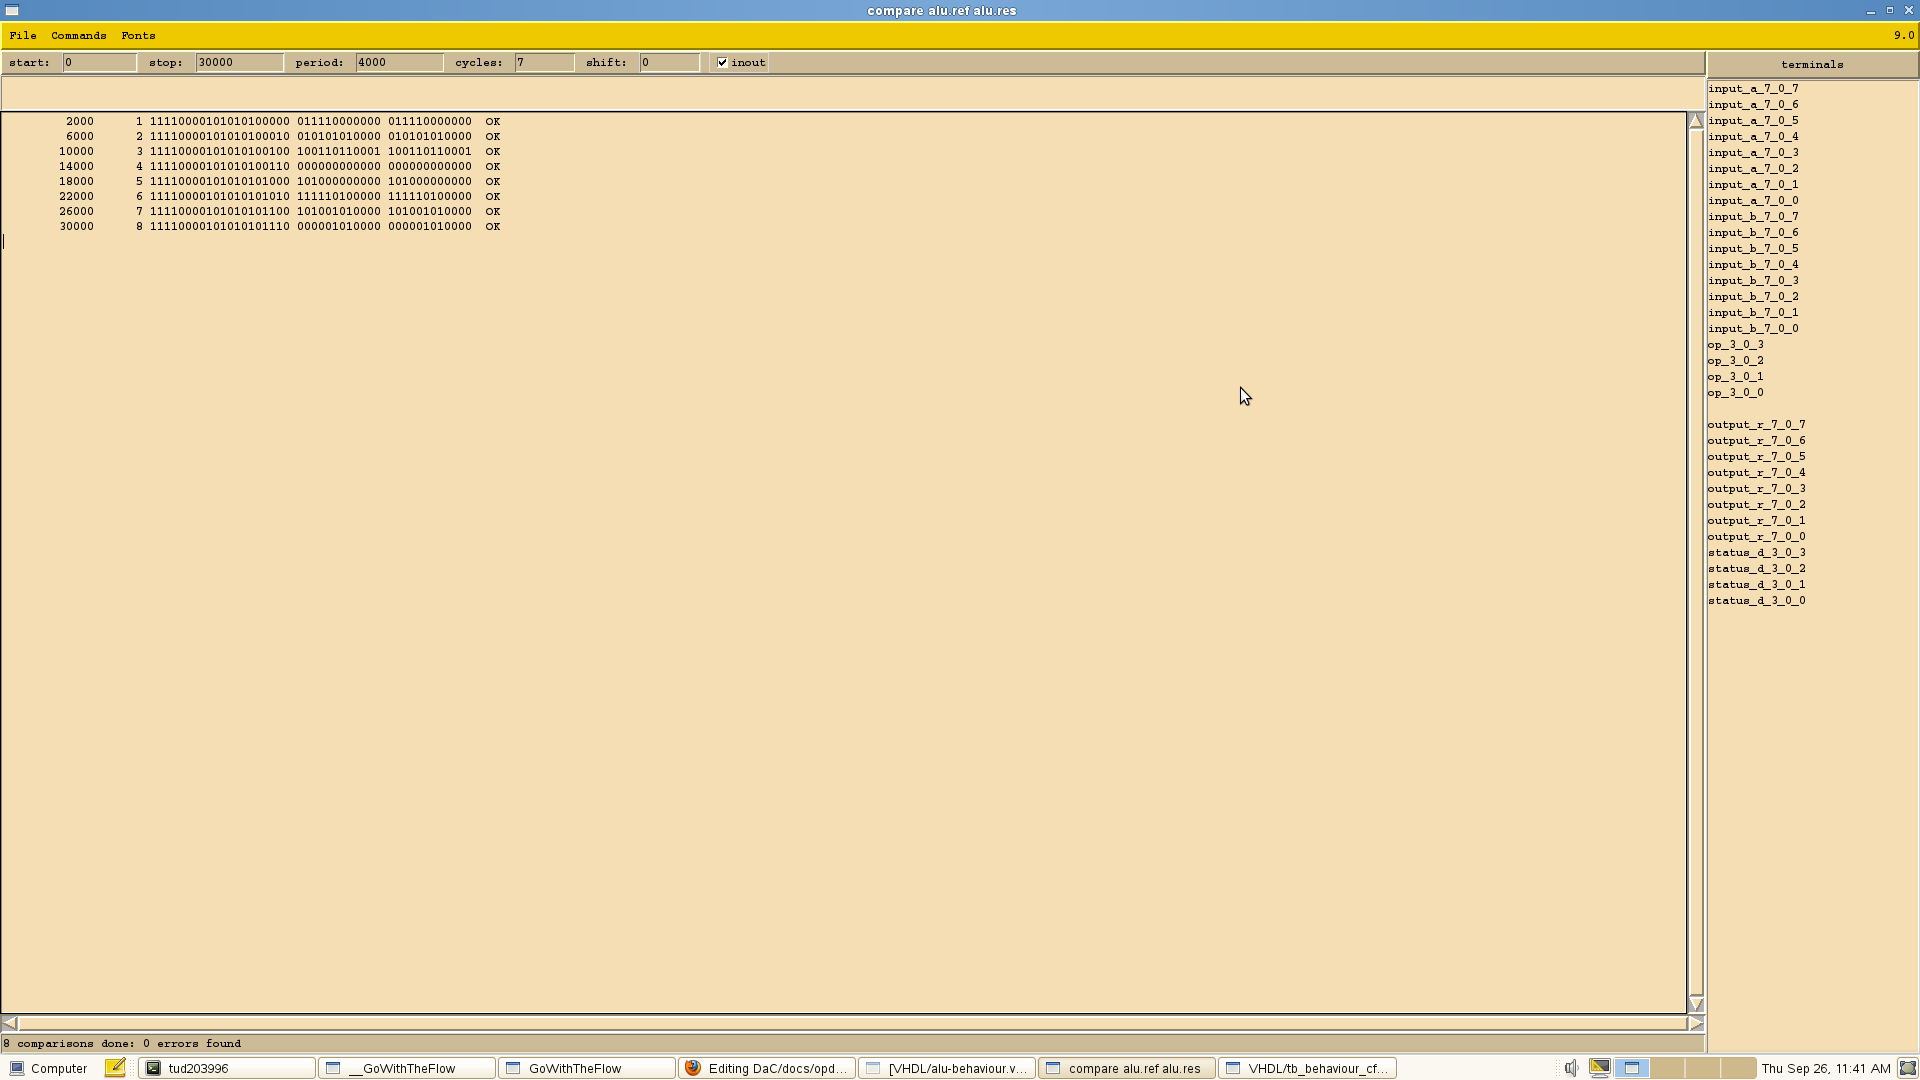 compare alu.ref alu.res
File Commands Fonts 9.0
start: 0 stop: 30000 period: 4000 cycles: 7 shift: 0 inout
terminals
2000 1 11110000101010100000 011110000000 011110000000 OK
6000 2 11110000101010100010 010101010000 010101010000 OK
10000 3 11110000101010100100 100110110001 100110110001 OK
14000 4 11110000101010100110 000000000000 000000000000 OK
18000 5 11110000101010101000 101000000000 101000000000 OK
22000 6 11110000101010101010 111110100000 111110100000 OK
26000 7 11110000101010101100 101001010000 101001010000 OK
30000 8 11110000101010101110 000001010000 000001010000 OK
input_a_7_0_7
input_a_7_0_6
input_a_7_0_5
input_a_7_0_4
input_a_7_0_3
input_a_7_0_2
input_a_7_0_1
input_a_7_0_0
input_b_7_0_7
input_b_7_0_6
input_b_7_0_5
input_b_7_0_4
input_b_7_0_3
input_b_7_0_2
input_b_7_0_1
input_b_7_0_0
op_3_0_3
op_3_0_2
op_3_0_1
op_3_0_0
output_r_7_0_7
output_r_7_0_6
output_r_7_0_5
output_r_7_0_4
output_r_7_0_3
output_r_7_0_2
output_r_7_0_1
output_r_7_0_0
status_d_3_0_3
status_d_3_0_2
status_d_3_0_1
status_d_3_0_0
8 comparisons done: 0 errors found
Computer tud203996 __GoWithTheFlow GoWithTheFlow Editing DaC/docs/opd... [VHDL/alu-behaviour.v... compare alu.ref alu.res VHDL/tb_behaviour_cf... Thu Sep 26, 11:41 AM